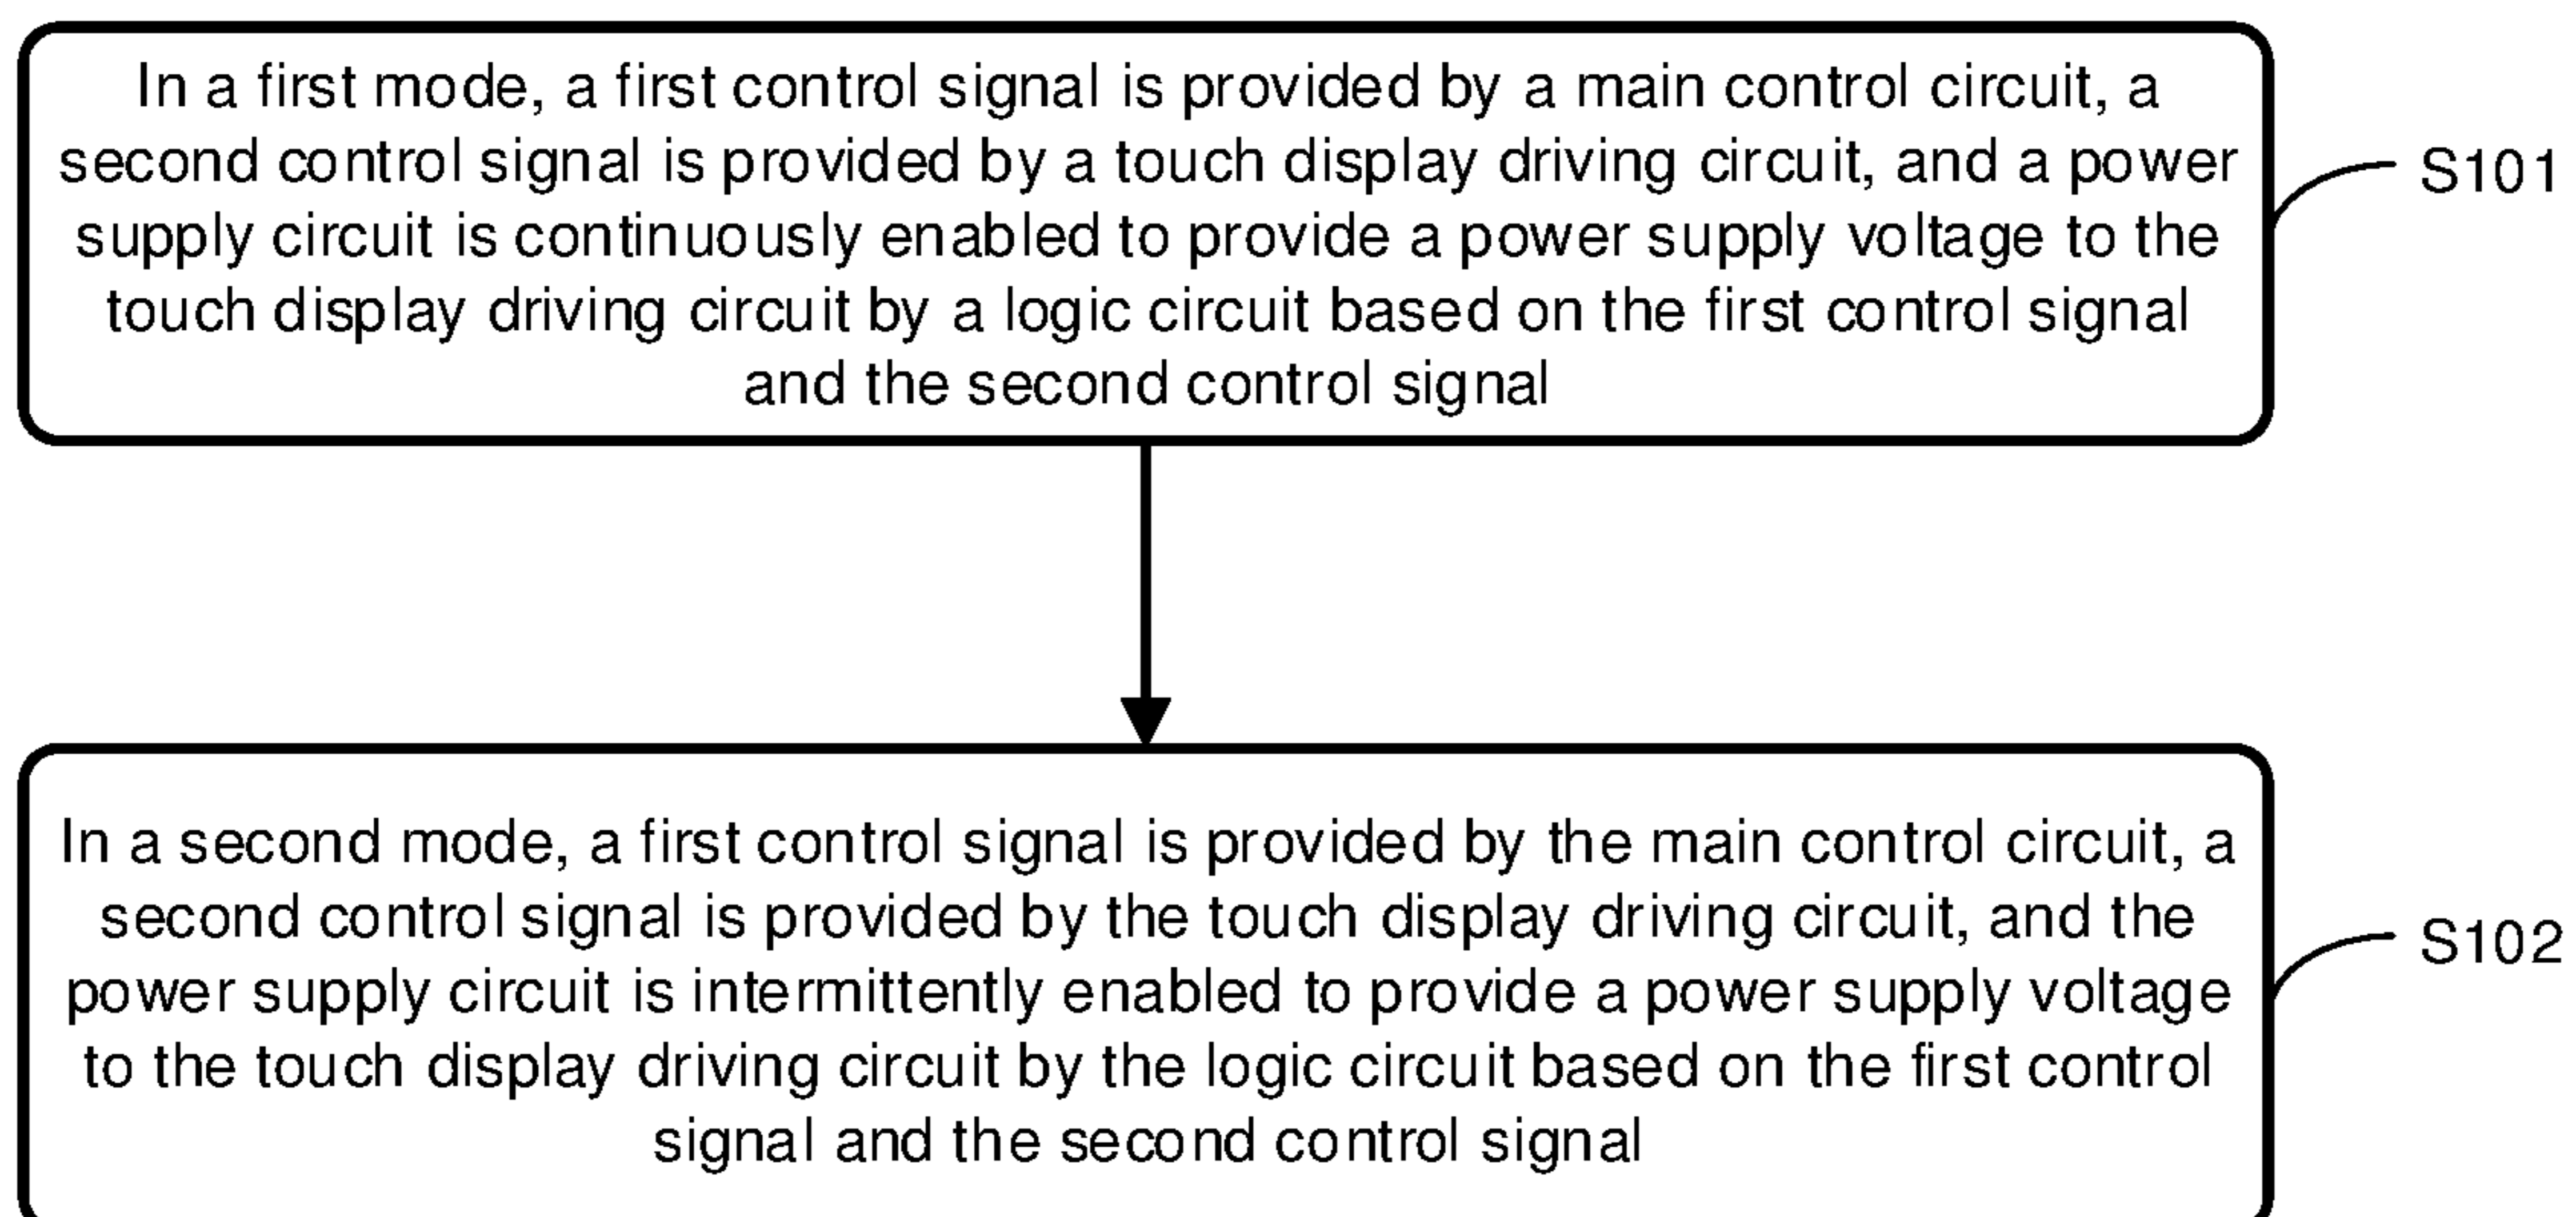 In a first mode, a first control signal is provided by a main control circuit, a
second control signal is provided by a touch display driving circuit, and a power
supply circuit is continuously enabled to provide a power supply voltage to the
touch display driving circuit by a logic circuit based on the first control signal
and the second control signal
S101
In a second mode, a first control signal is provided by the main control circuit, a
second control signal is provided by the touch display driving circuit, and the
power supply circuit is intermittently enabled to provide a power supply voltage
to the touch display driving circuit by the logic circuit based on the first control
signal and the second control signal
S102